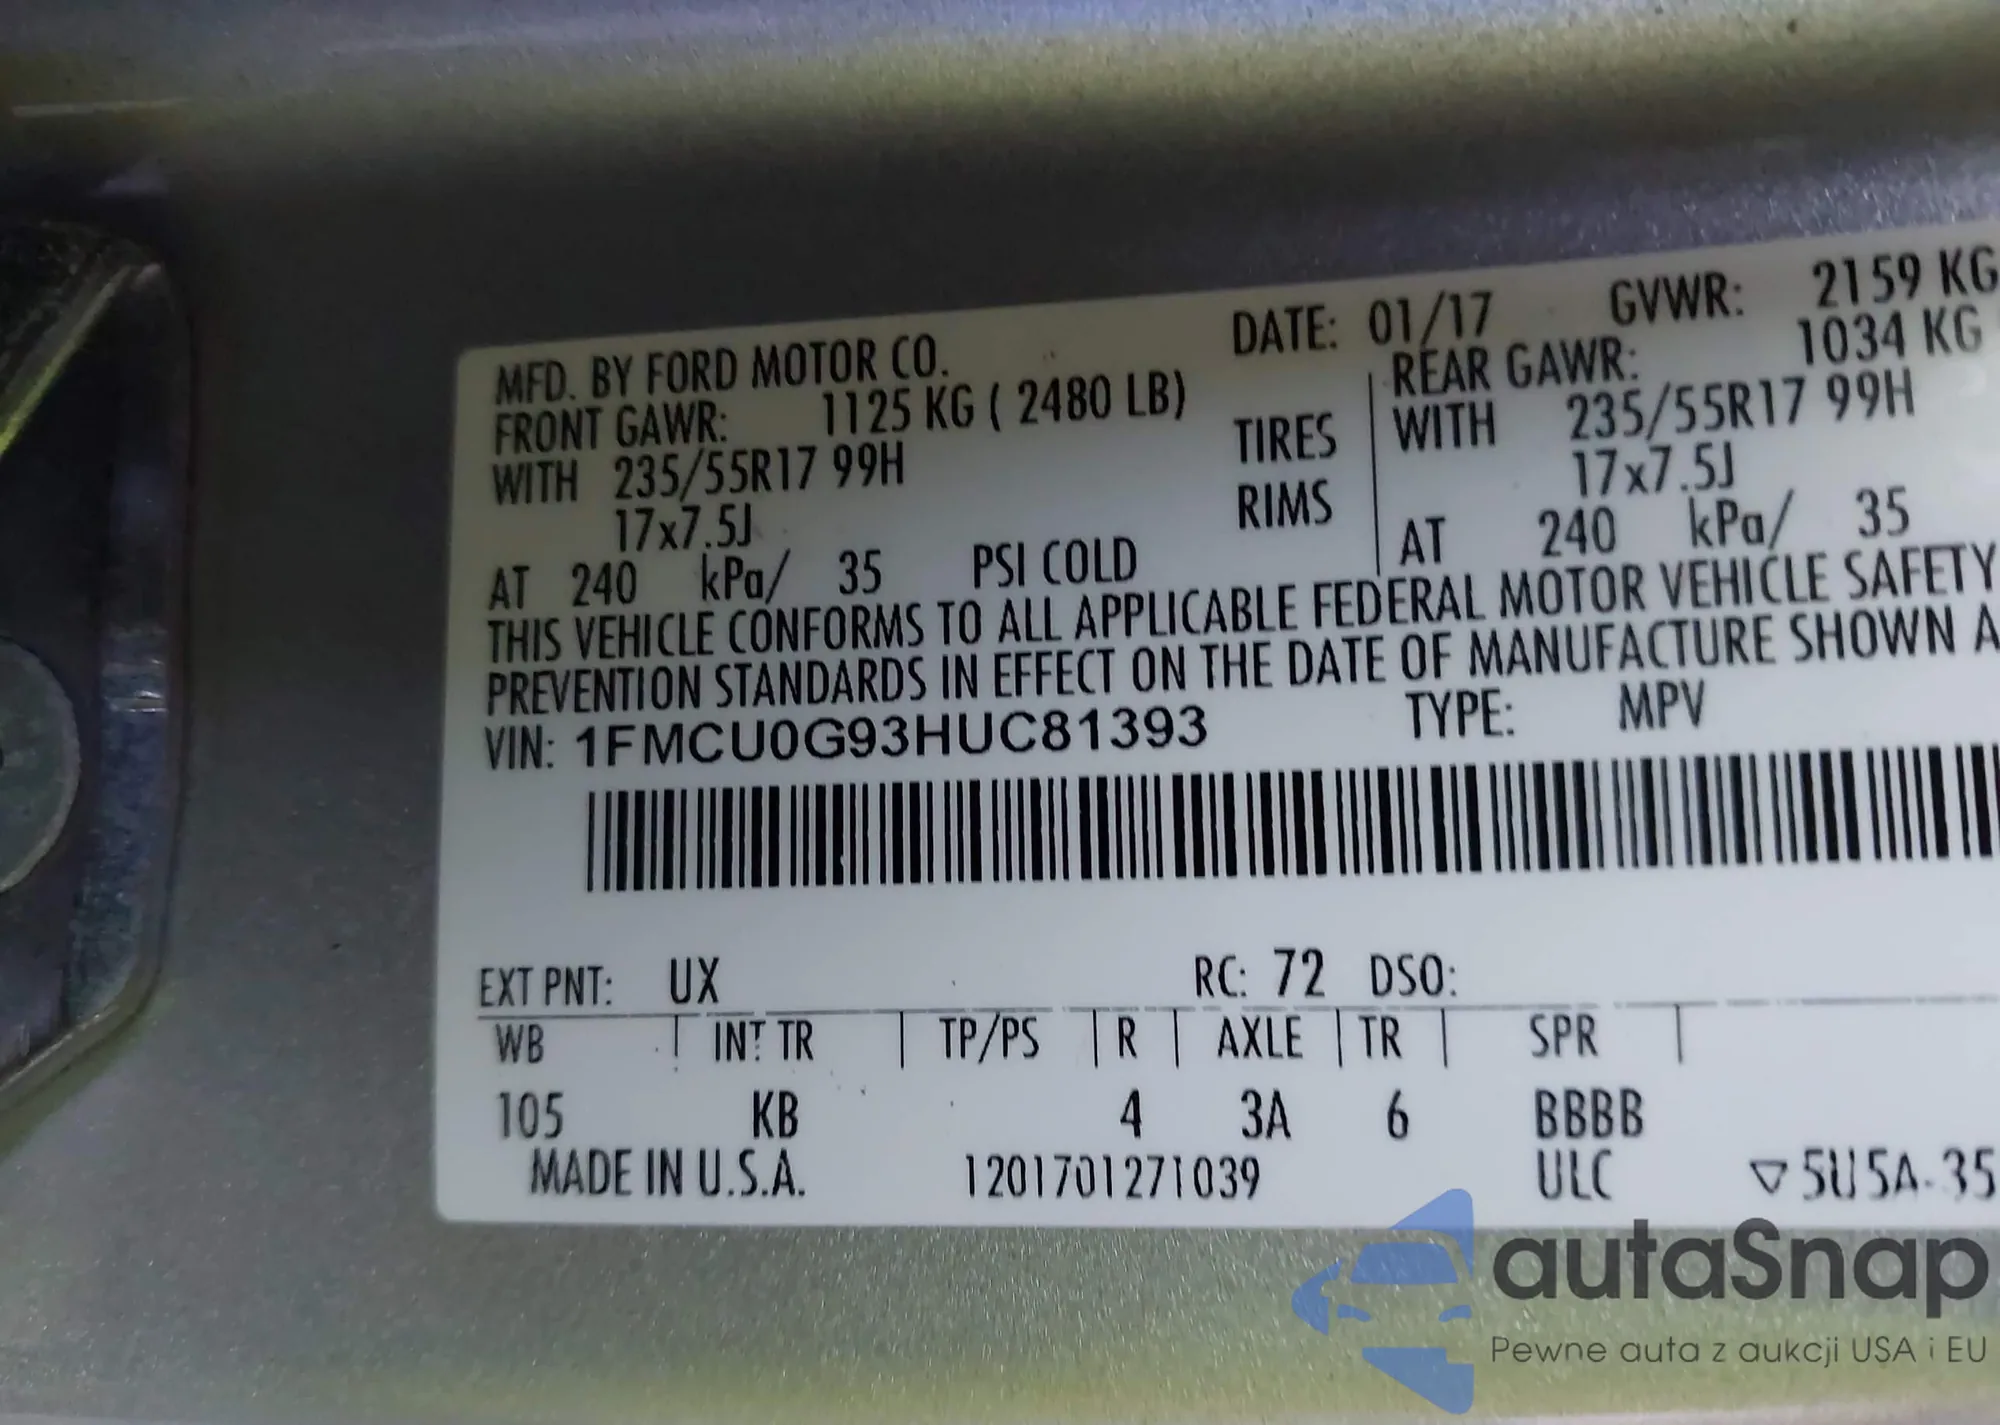 MFD. BY FORD MOTOR CO. DATE: 01/17 GVWR: 2159 KG
FRONT GAWR: 1125 KG ( 2480 LB) REAR GAWR: 1034 KG
WITH 235/55R17 99H TIRES WITH 235/55R17 99H
17x7.5J RIMS 17x7.5J
AT 240 kPa/ 35 PSI COLD AT 240 kPa/ 35
THIS VEHICLE CONFORMS TO ALL APPLICABLE FEDERAL MOTOR VEHICLE SAFETY
PREVENTION STANDARDS IN EFFECT ON THE DATE OF MANUFACTURE SHOWN A
VIN: 1FMCU0G93HUC81393 TYPE: MPV
EXT PNT: UX RC: 72 DSO:
WB INT TR TP/PS R AXLE TR SPR
105 KB 4 3A 6 BBBB
MADE IN U.S.A. 1201701271039 ULC ▽5U5A-35
autaSnap
Pewne auta z aukcji USA i EU